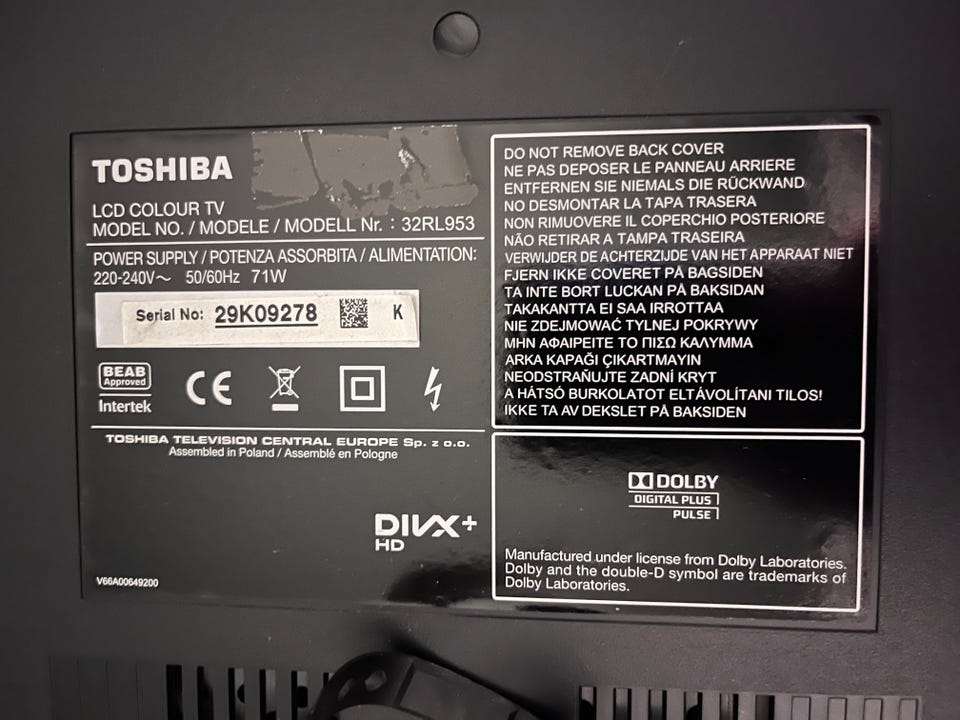 TOSHIBA
LCD COLOUR TV
MODEL NO. / MODELE / MODELL Nr. : 32RL953
POWER SUPPLY / POTENZA ASSORBITA / ALIMENTATION:
220-240V～ 50/60Hz 71W
Serial No: 29K09278 K
BEAB
Approved
Intertek
CE
TOSHIBA TELEVISION CENTRAL EUROPE Sp. z o.o.
Assembled in Poland / Assemblé en Pologne
DIVX+
HD
V66A00649200
DO NOT REMOVE BACK COVER
NE PAS DEPOSER LE PANNEAU ARRIERE
ENTFERNEN SIE NIEMALS DIE RÜCKWAND
NO DESMONTAR LA TAPA TRASERA
NON RIMUOVERE IL COPERCHIO POSTERIORE
NÃO RETIRAR A TAMPA TRASEIRA
VERWIJDER DE ACHTERZIJDE VAN HET APPARAAT NIET
FJERN IKKE COVERET PÅ BAGSIDEN
TA INTE BORT LUCKAN PÅ BAKSIDAN
TAKAKANTTA EI SAA IRROTTAA
NIE ZDEJMOWAĆ TYLNEJ POKRYWY
ΜΗΝ ΑΦΑΙΡΕΙΤΕ ΤΟ ΠΙΣΩ ΚΑΛΥΜΜΑ
ARKA KAPAĞI ÇIKARTMAYIN
NEODSTRAŇUJTE ZADNÍ KRYT
A HÁTSÓ BURKOLATOT ELTÁVOLÍTANI TILOS!
IKKE TA AV DEKSLET PÅ BAKSIDEN
DOLBY
DIGITAL PLUS
PULSE
Manufactured under license from Dolby Laboratories.
Dolby and the double-D symbol are trademarks of
Dolby Laboratories.